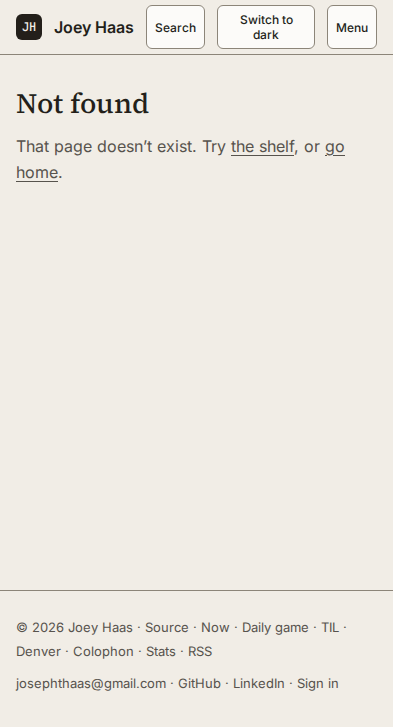 JH Joey Haas Search Switch to dark Menu
Not found
That page doesn't exist. Try the shelf, or go
home.
© 2026 Joey Haas · Source · Now · Daily game · TIL ·
Denver · Colophon · Stats · RSS
josephthaas@gmail.com · GitHub · LinkedIn · Sign in